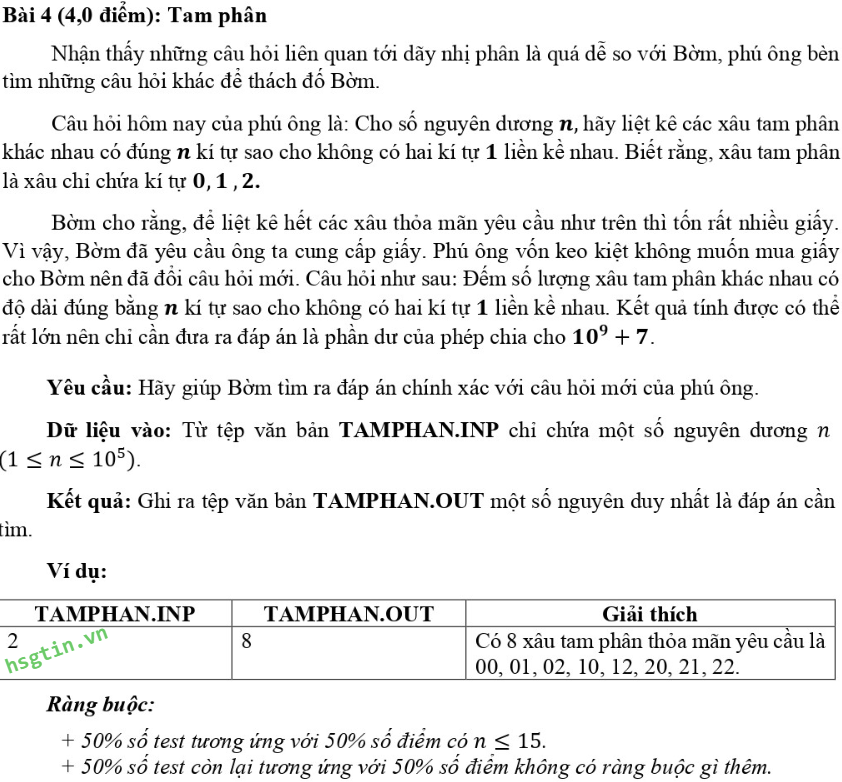 Bài 4 (4,0 điểm): Tam phân
Nhận thấy những câu hỏi liên quan tới dãy nhị phân là quá dễ so với Bờm, phú ông bèn
tìm những câu hỏi khác để thách đố Bờm.
Câu hỏi hôm nay của phú ông là: Cho số nguyên dương n, hãy liệt kê các xâu tam phân
khác nhau có đúng n kí tự sao cho không có hai kí tự 1 liền kề nhau. Biết rằng, xâu tam phân
là xâu chỉ chứa kí tự 0, 1 , 2.
Bờm cho rằng, để liệt kê hết các xâu thỏa mãn yêu cầu như trên thì tốn rất nhiều giấy.
Vì vậy, Bờm đã yêu cầu ông ta cung cấp giấy. Phú ông vốn keo kiệt không muốn mua giấy
cho Bờm nên đã đổi câu hỏi mới. Câu hỏi như sau: Đếm số lượng xâu tam phân khác nhau có
độ dài đúng bằng n kí tự sao cho không có hai kí tự 1 liền kề nhau. Kết quả tính được có thể
rất lớn nên chỉ cần đưa ra đáp án là phần dư của phép chia cho 10⁹ + 7.
Yêu cầu: Hãy giúp Bờm tìm ra đáp án chính xác với câu hỏi mới của phú ông.
Dữ liệu vào: Từ tệp văn bản TAMPHAN.INP chỉ chứa một số nguyên dương n
(1 ≤ n ≤ 10⁵).
Kết quả: Ghi ra tệp văn bản TAMPHAN.OUT một số nguyên duy nhất là đáp án cần
tìm.
Ví dụ:
TAMPHAN.INP TAMPHAN.OUT Giải thích
2 8 Có 8 xâu tam phân thỏa mãn yêu cầu là
00, 01, 02, 10, 12, 20, 21, 22.
hsgtin.vn
Ràng buộc:
+ 50% số test tương ứng với 50% số điểm có n ≤ 15.
+ 50% số test còn lại tương ứng với 50% số điểm không có ràng buộc gì thêm.